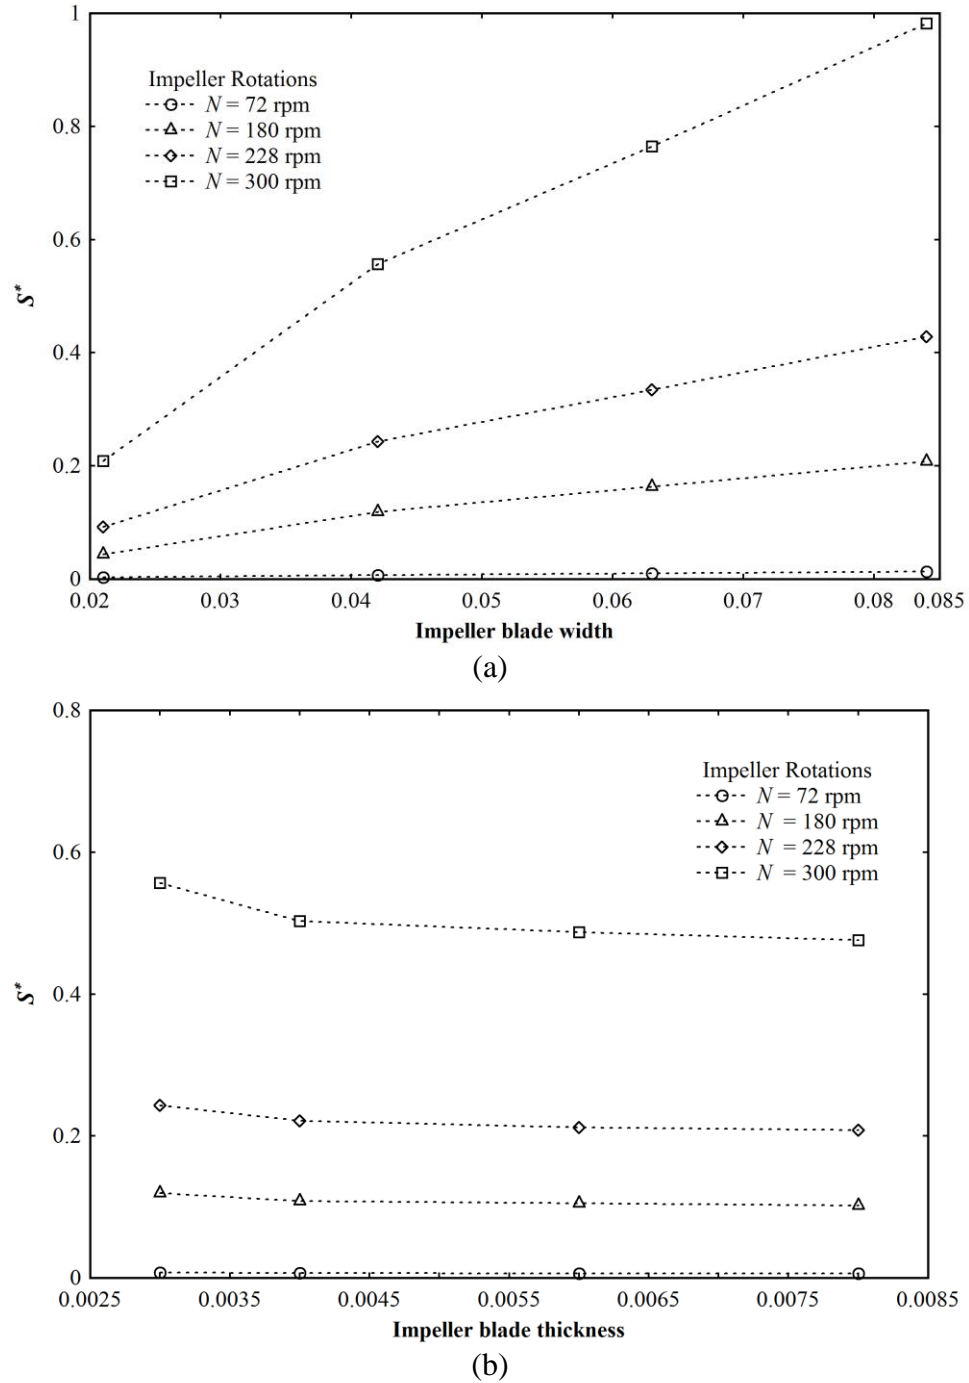 1
Impeller Rotations
N = 72 rpm
N = 180 rpm
N = 228 rpm
N = 300 rpm
0.8
0.6
S*
0.4
0.2
0
0.02 0.03 0.04 0.05 0.06 0.07 0.08 0.085
Impeller blade width
(a)
0.8
Impeller Rotations
N = 72 rpm
N = 180 rpm
N = 228 rpm
N = 300 rpm
0.6
S*
0.4
0.2
0
0.0025 0.0035 0.0045 0.0055 0.0065 0.0075 0.0085
Impeller blade thickness
(b)